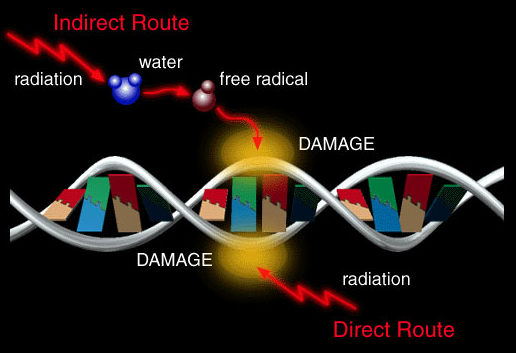 Indirect Route
water
radiation
free radical
DAMAGE
DAMAGE
radiation
Direct Route